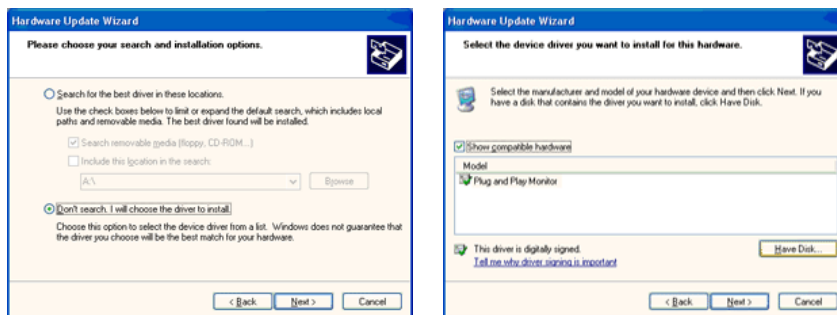 Hardware Update Wizard
Please choose your search and installation options.
Search for the best driver in these locations.
Use the check boxes below to limit or expand the default search, which includes local
paths and removable media. The best driver found will be installed.
Search removable media (floppy, CD-ROM...)
Include this location in the search:
A:\
Browse
Don't search. I will choose the driver to install.
Choose this option to select the device driver from a list. Windows does not guarantee that
the driver you choose will be the best match for your hardware.
< Back
Next >
Cancel
Hardware Update Wizard
Select the device driver you want to install for this hardware.
Select the manufacturer and model of your hardware device and then click Next. If you
have a disk that contains the driver you want to install, click Have Disk.
Show compatible hardware
Model
Plug and Play Monitor
This driver is digitally signed.
Tell me why driver signing is important
Have Disk...
< Back
Next >
Cancel